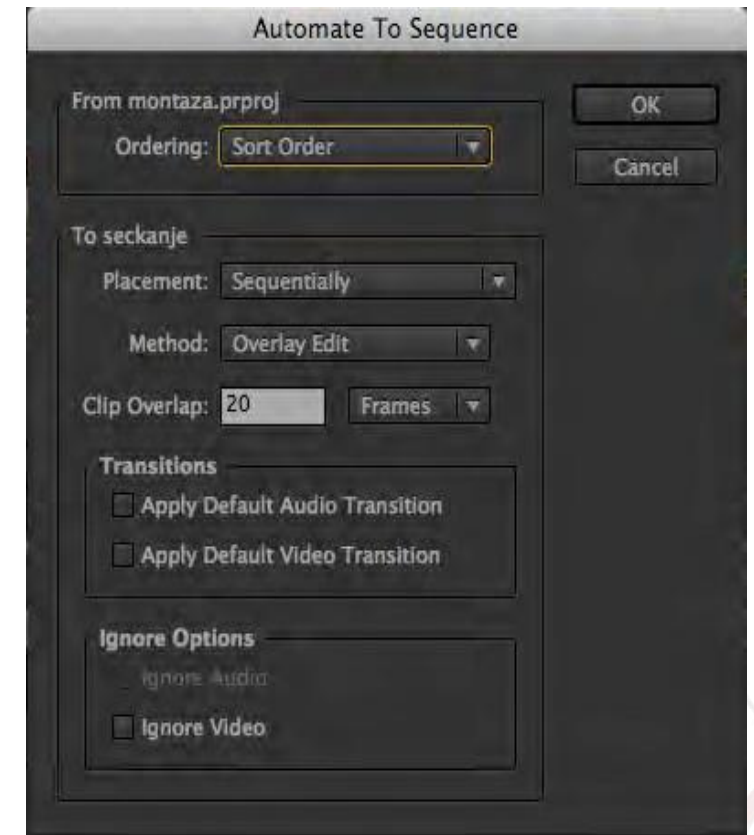 Automate To Sequence
From montaza.prproj
OK
Ordering: Sort Order
Cancel
To seckanje
Placement: Sequentially
Method: Overlay Edit
Clip Overlap: 20 Frames
Transitions
Apply Default Audio Transition
Apply Default Video Transition
Ignore Options
Ignore Audio
Ignore Video